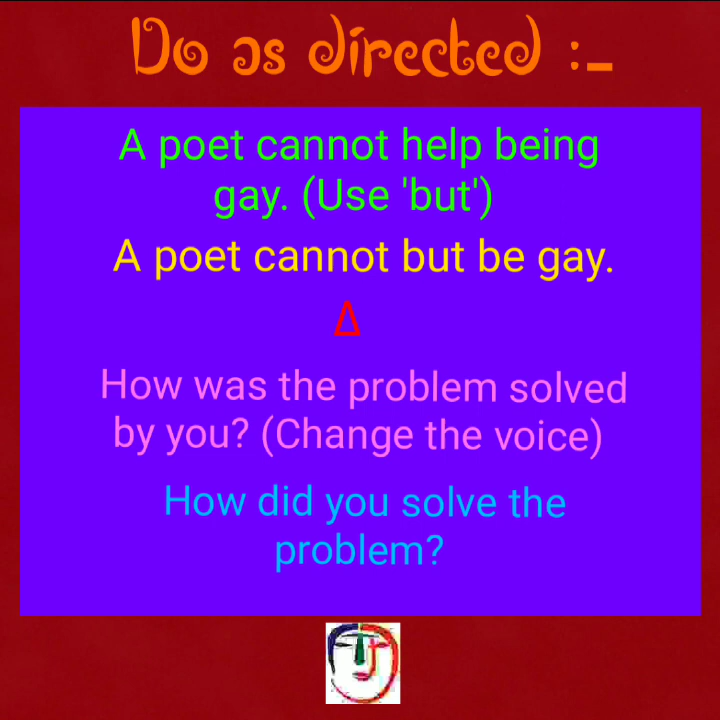 Do as directed :-
A poet cannot help being
gay. (Use 'but')
A poet cannot but be gay.
Δ
How was the problem solved
by you? (Change the voice)
How did you solve the
problem?